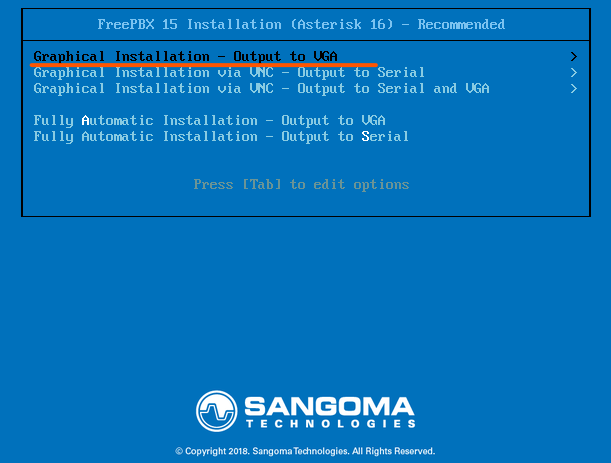 FreePBX 15 Installation (Asterisk 16) - Recommended
Graphical Installation - Output to VGA >
Graphical Installation via VNC - Output to Serial >
Graphical Installation via VNC - Output to Serial and VGA >
Fully Automatic Installation - Output to VGA
Fully Automatic Installation - Output to Serial
Press [Tab] to edit options
SANGOMA
TECHNOLOGIES
© Copyright 2018. Sangoma Technologies. All Rights Reserved.